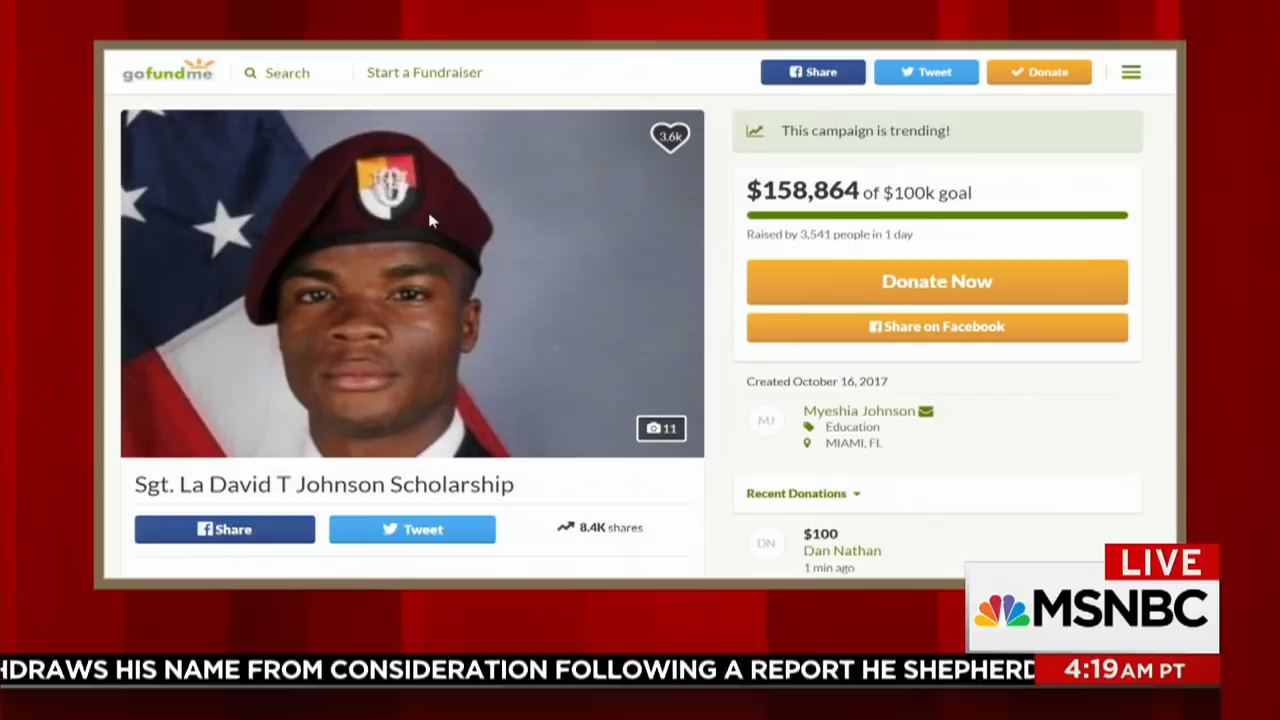 gofundme
Search
Start a Fundraiser
Share
Tweet
Donate
3.6k
11
Sgt. La David T Johnson Scholarship
Share
Tweet
8.4K shares
This campaign is trending!
$158,864 of $100k goal
Raised by 3,541 people in 1 day
Donate Now
Share on Facebook
Created October 16, 2017
MJ
Myeshia Johnson
Education
MIAMI, FL
Recent Donations
DN
$100
Dan Nathan
1 min ago
LIVE
MSNBC
HDRAWS HIS NAME FROM CONSIDERATION FOLLOWING A REPORT HE SHEPHERD
4:19 AM PT